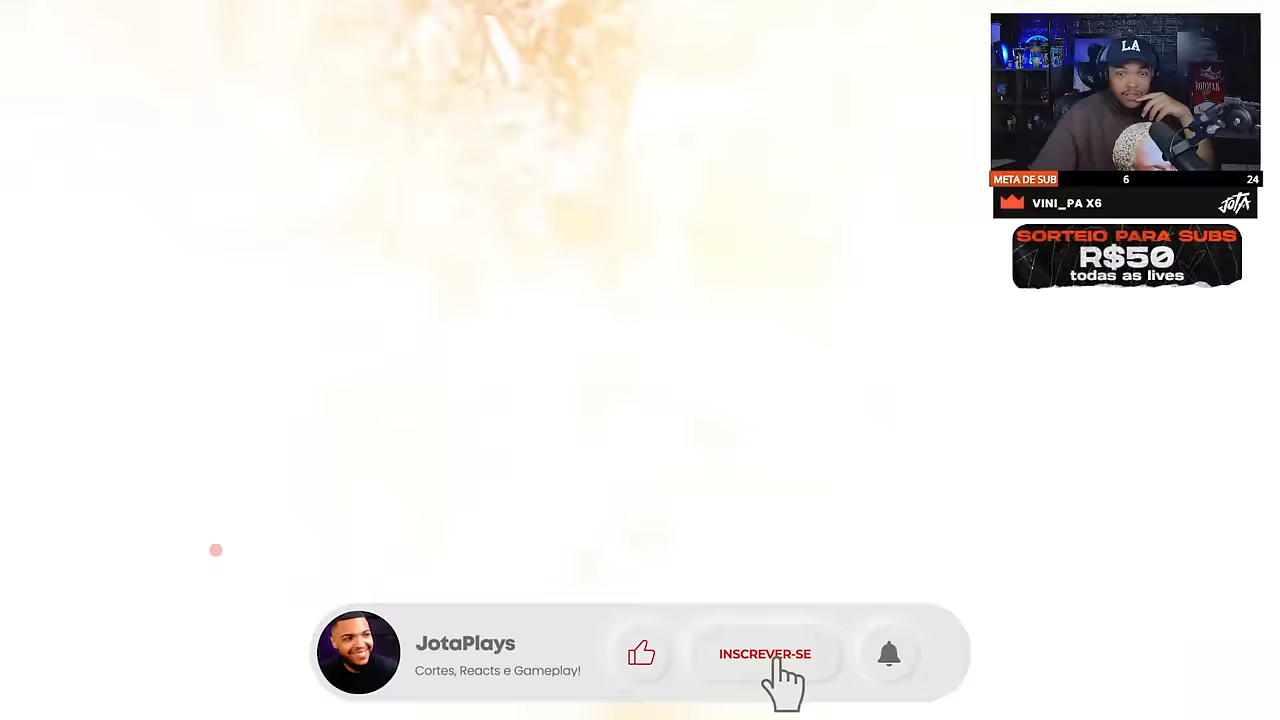 LA
RODMAN
META DE SUB 6 24
VINI_PA X6 JOTA
SORTEIO PARA SUBS
R$50
todas as lives
JotaPlays
Cortes, Reacts e Gameplay!
INSCREVER-SE